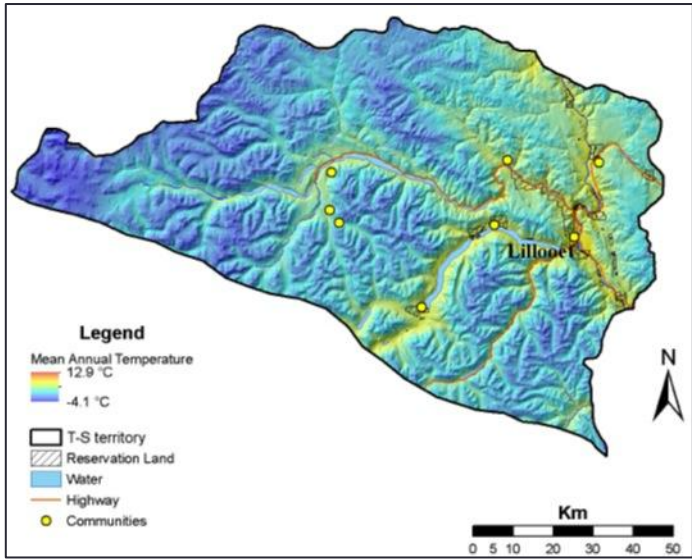 Lillooet
N
Legend
Mean Annual Temperature
12.9 °C
-4.1 °C
T-S territory
Reservation Land
Water
Highway
Communities
Km
0 5 10 20 30 40 50